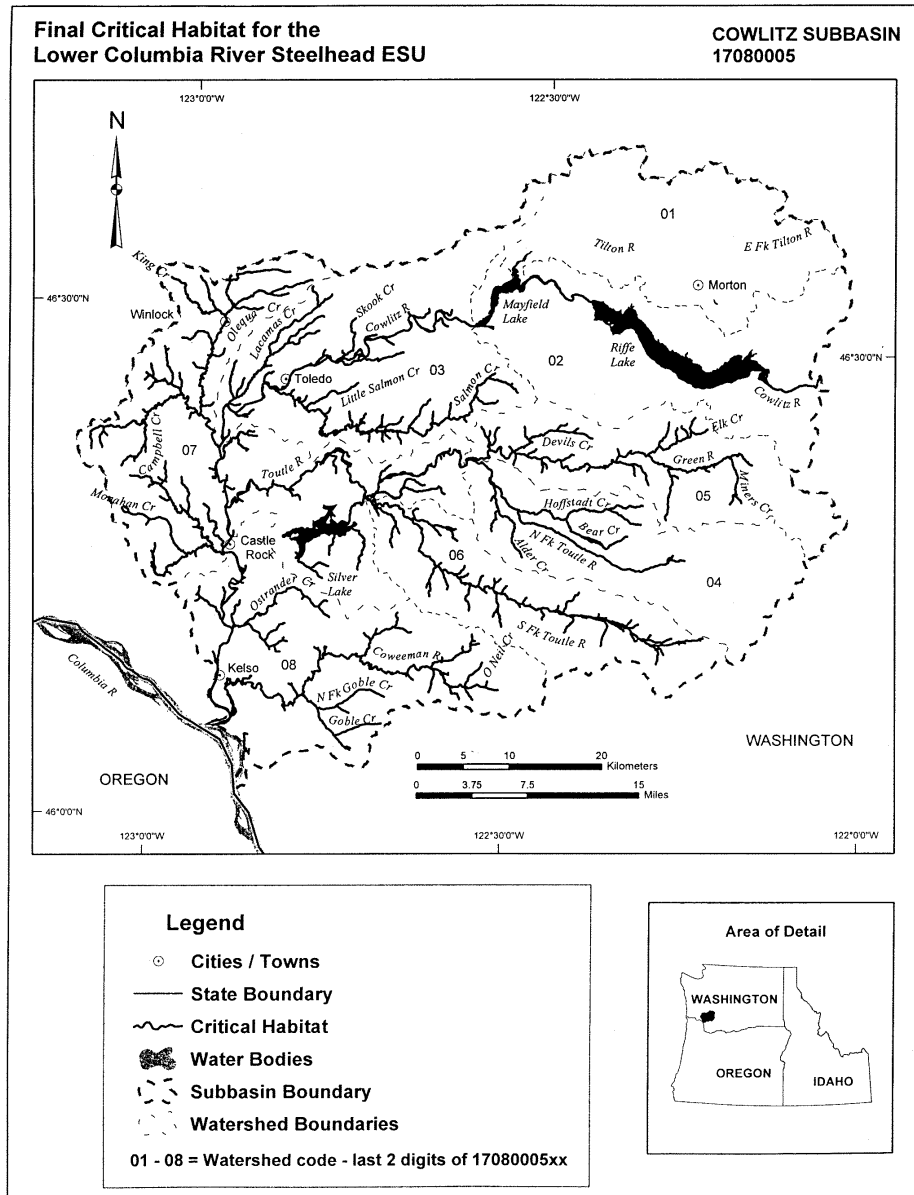 Final Critical Habitat for the
Lower Columbia River Steelhead ESU
COWLITZ SUBBASIN
17080005
123°0'0"W
122°30'0"W
N
01
Tilton R
E Fk Tilton R
King Cr
Morton
46°30'0"N
Winlock
Olequa Cr
Lacamas Cr
Skook Cr
Cowlitz R
Mayfield
Lake
Riffe
Lake
46°30'0"N
02
03
Toledo
Little Salmon Cr
Salmon Cr
Cowlitz R
Campbell Cr
07
Devils Cr
Elk Cr
Toutle R
Green R
Monahan Cr
Hoffstadt Cr
05
Miners Cr
Bear Cr
Castle
Rock
N Fk Toutle R
Alder Cr
06
04
Silver
Lake
Ostrander Cr
S Fk Toutle R
Columbia R
Kelso
08
Coweeman R
O Neil Cr
N Fk Goble Cr
Goble Cr
WASHINGTON
OREGON
0 5 10 20
Kilometers
0 3.75 7.5 15
Miles
46°0'0"N
123°0'0"W
122°30'0"W
122°0'0"W
Legend
Cities / Towns
State Boundary
Critical Habitat
Water Bodies
Subbasin Boundary
Watershed Boundaries
01 - 08 = Watershed code - last 2 digits of 17080005xx
Area of Detail
WASHINGTON
OREGON
IDAHO